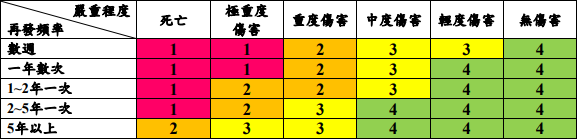 嚴重程度
再發頻率
死亡 極重度傷害 重度傷害 中度傷害 輕度傷害 無傷害
數週 1 1 2 3 3 4
一年數次 1 1 2 3 4 4
1~2年一次 1 2 2 3 4 4
2~5年一次 1 2 3 4 4 4
5年以上 2 3 3 4 4 4